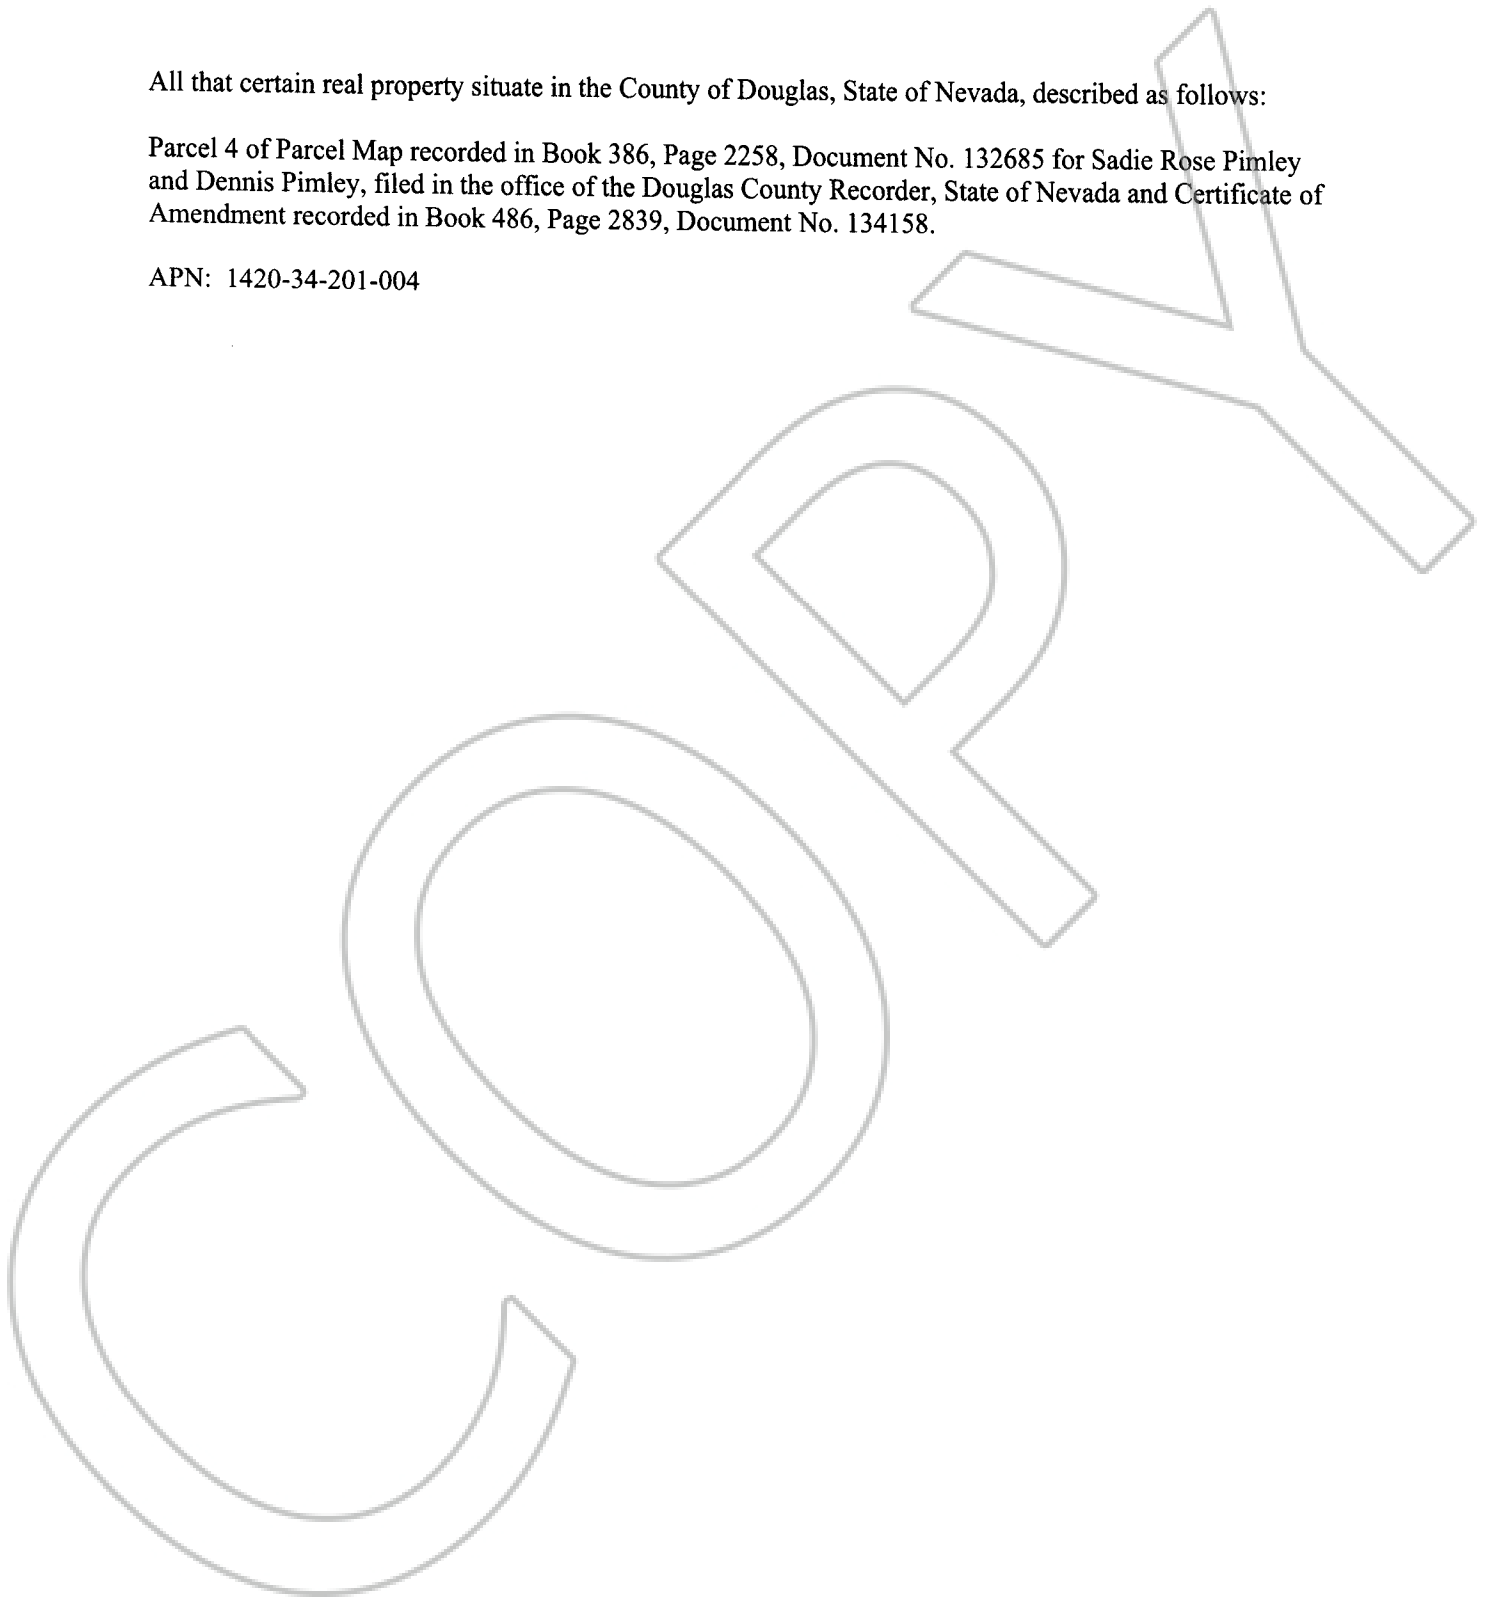 All that certain real property situate in the County of Douglas, State of Nevada, described as follows:
Parcel 4 of Parcel Map recorded in Book 386, Page 2258, Document No. 132685 for Sadie Rose Pimley
and Dennis Pimley, filed in the office of the Douglas County Recorder, State of Nevada and Certificate of
Amendment recorded in Book 486, Page 2839, Document No. 134158.
APN: 1420-34-201-004
COPY